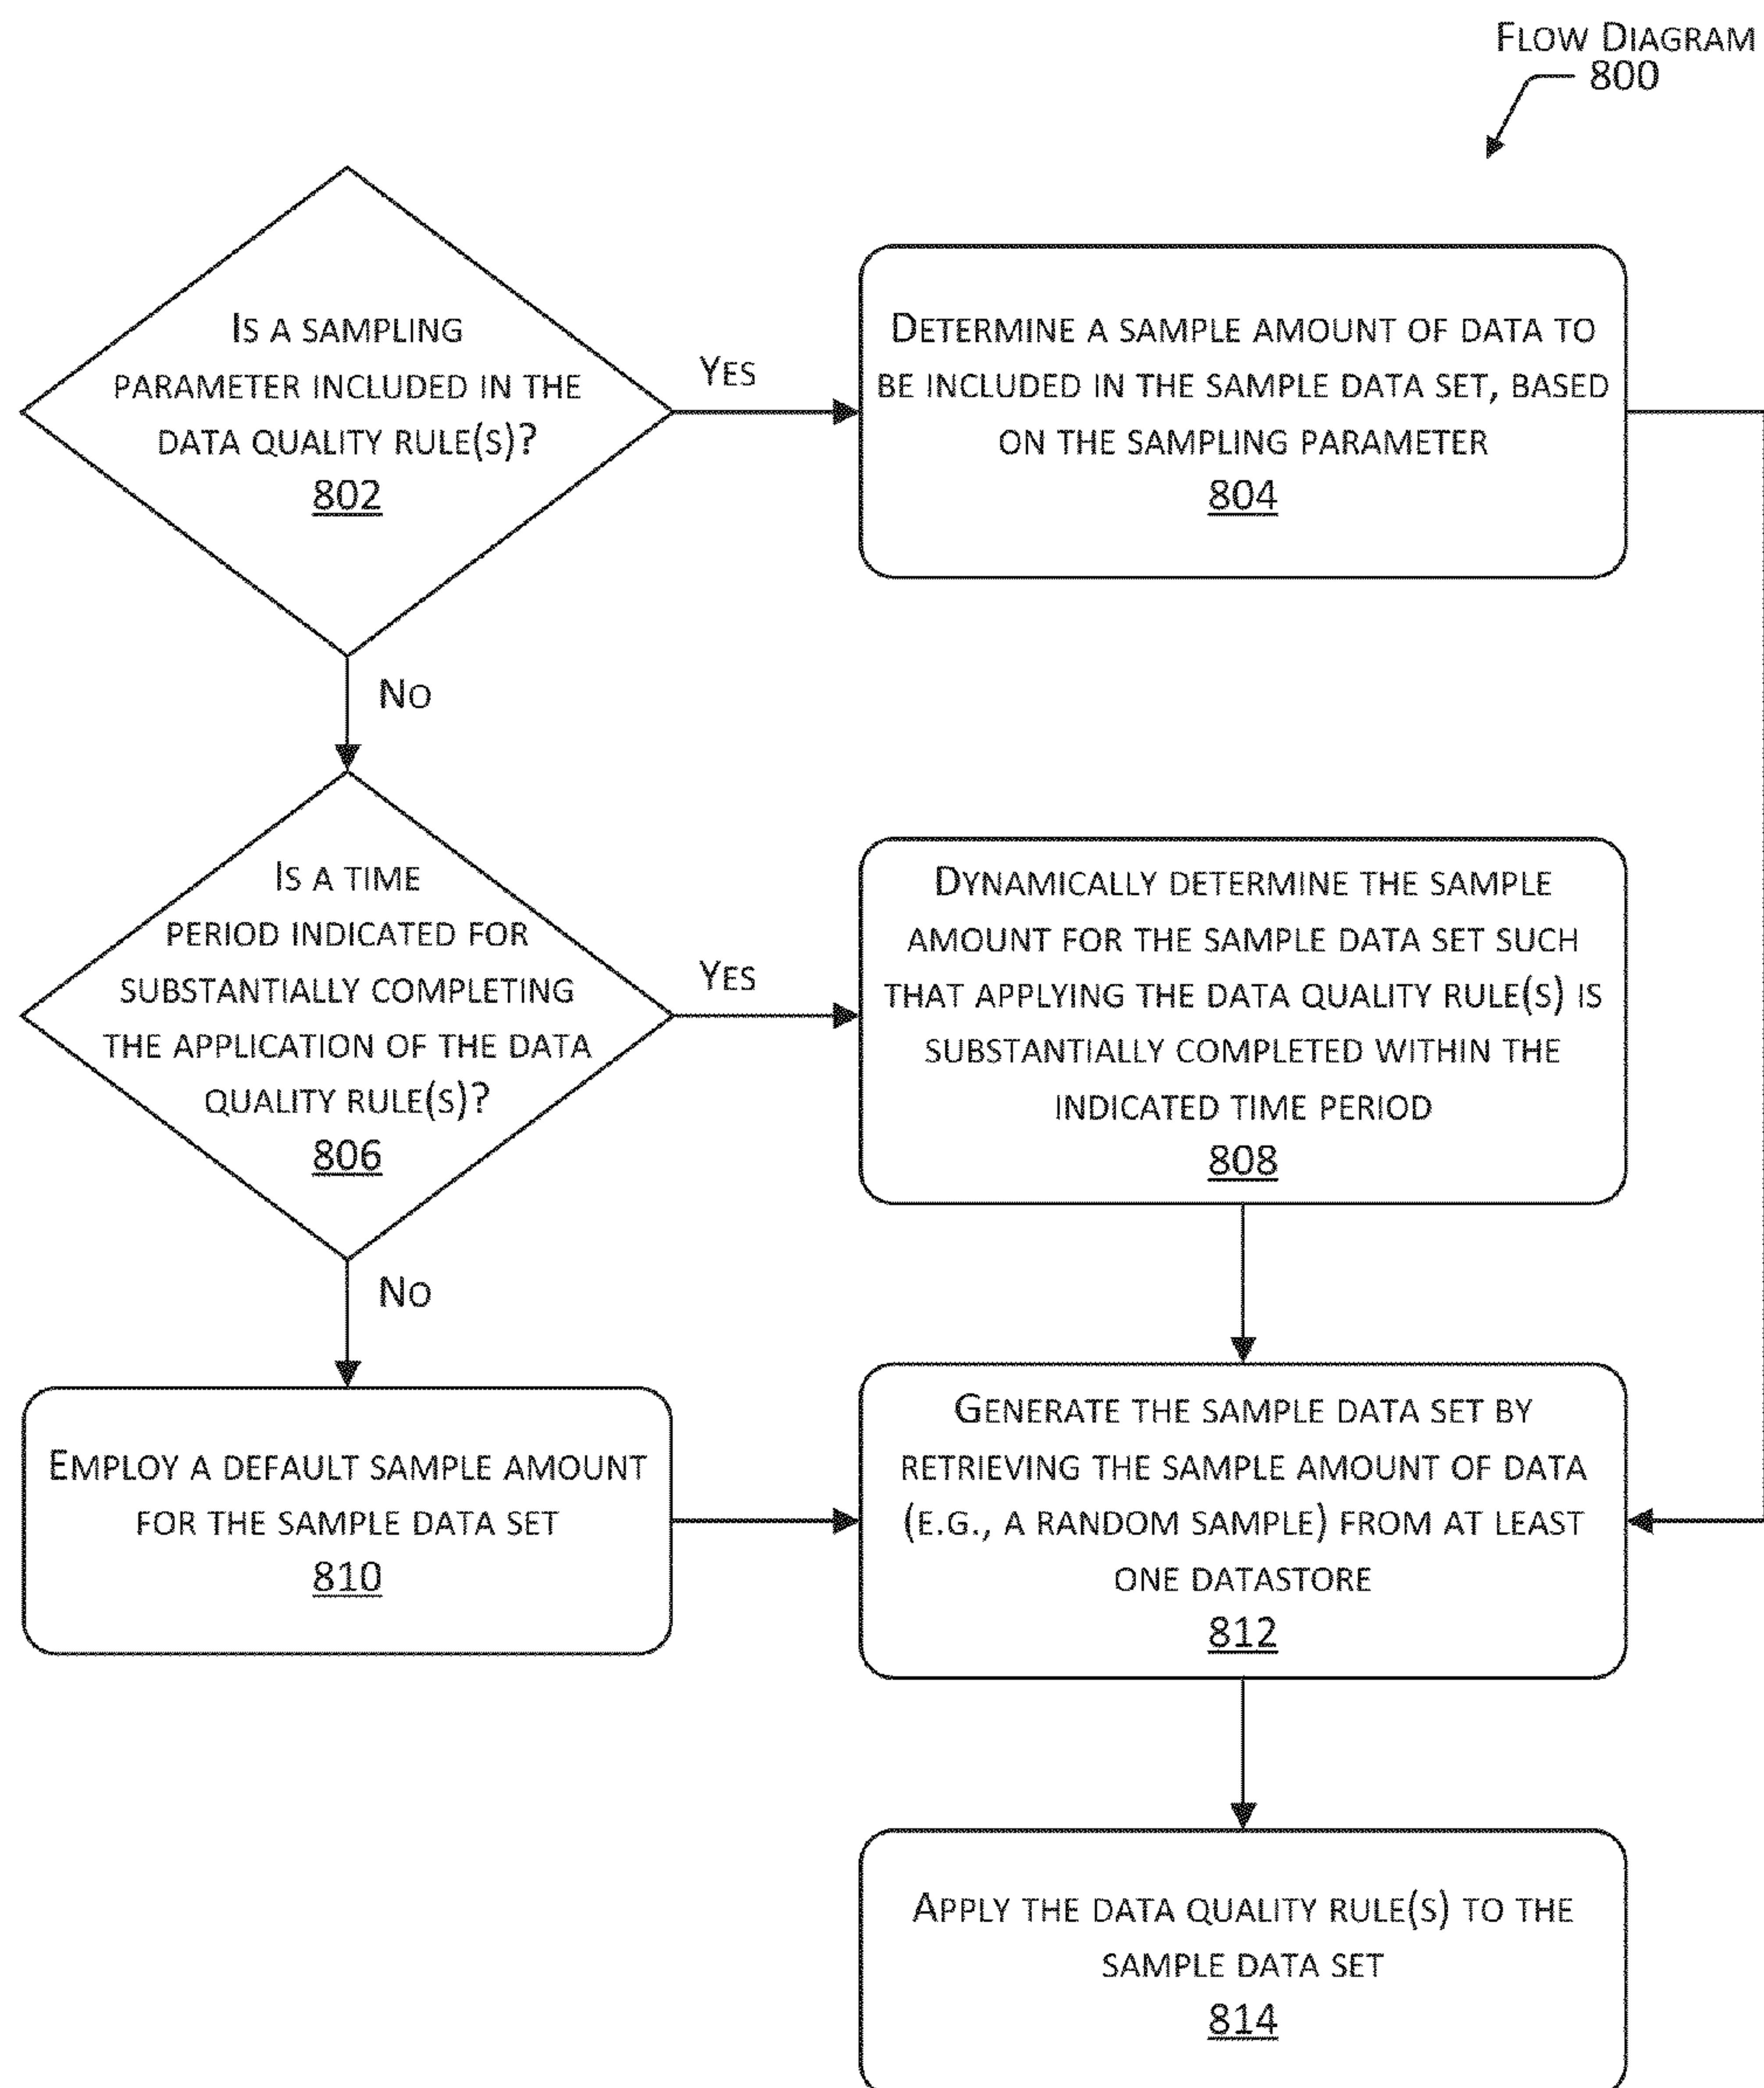 FLOW DIAGRAM
800
IS A SAMPLING
PARAMETER INCLUDED IN THE
DATA QUALITY RULE(S)?
802
YES
DETERMINE A SAMPLE AMOUNT OF DATA TO
BE INCLUDED IN THE SAMPLE DATA SET, BASED
ON THE SAMPLING PARAMETER
804
NO
IS A TIME
PERIOD INDICATED FOR
SUBSTANTIALLY COMPLETING
THE APPLICATION OF THE DATA
QUALITY RULE(S)?
806
YES
DYNAMICALLY DETERMINE THE SAMPLE
AMOUNT FOR THE SAMPLE DATA SET SUCH
THAT APPLYING THE DATA QUALITY RULE(S) IS
SUBSTANTIALLY COMPLETED WITHIN THE
INDICATED TIME PERIOD
808
NO
EMPLOY A DEFAULT SAMPLE AMOUNT
FOR THE SAMPLE DATA SET
810
GENERATE THE SAMPLE DATA SET BY
RETRIEVING THE SAMPLE AMOUNT OF DATA
(E.G., A RANDOM SAMPLE) FROM AT LEAST
ONE DATASTORE
812
APPLY THE DATA QUALITY RULE(S) TO THE
SAMPLE DATA SET
814